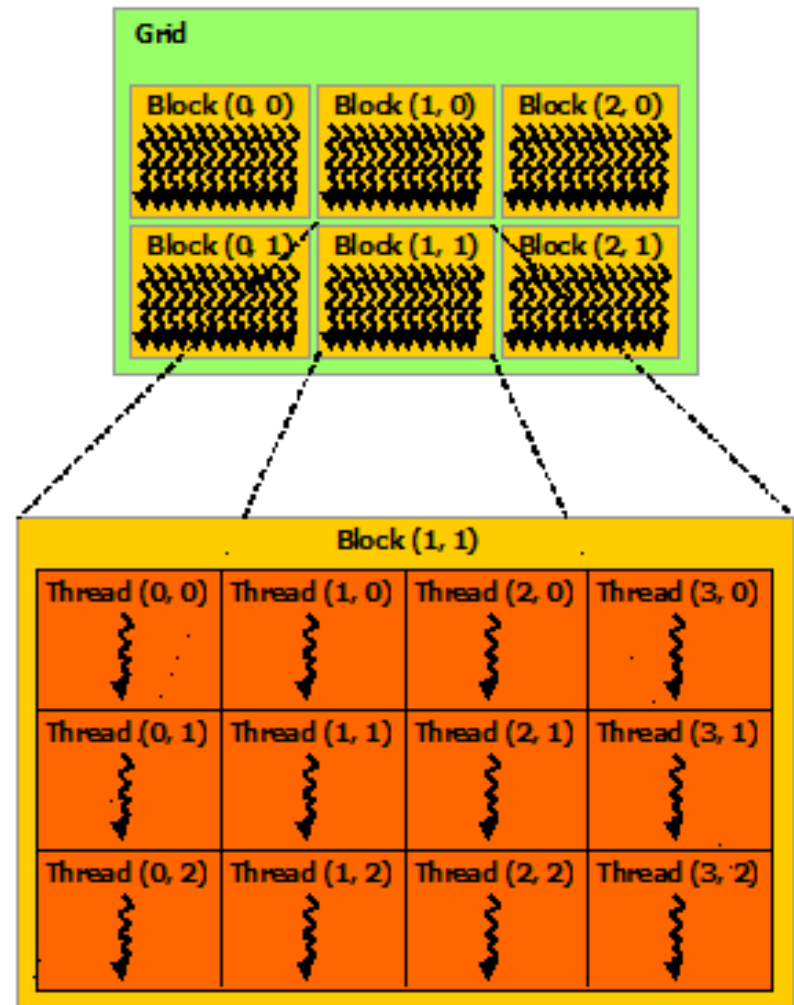 Grid
Block (0, 0) Block (1, 0) Block (2, 0)
Block (0, 1) Block (1, 1) Block (2, 1)
Block (1, 1)
Thread (0, 0) Thread (1, 0) Thread (2, 0) Thread (3, 0)
Thread (0, 1) Thread (1, 1) Thread (2, 1) Thread (3, 1)
Thread (0, 2) Thread (1, 2) Thread (2, 2) Thread (3, 2)